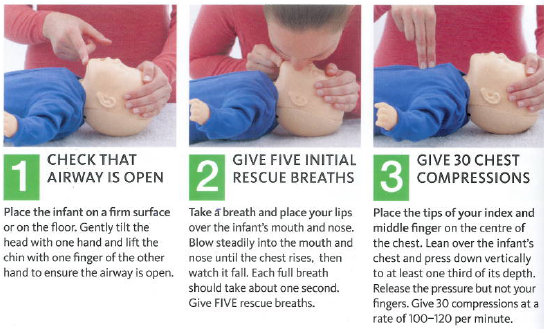 1 CHECK THAT
AIRWAY IS OPEN
Place the infant on a firm surface
or on the floor. Gently tilt the
head with one hand and lift the
chin with one finger of the other
hand to ensure the airway is open.
2 GIVE FIVE INITIAL
RESCUE BREATHS
Take a breath and place your lips
over the infant's mouth and nose.
Blow steadily into the mouth and
nose until the chest rises, then
watch it fall. Each full breath
should take about one second.
Give FIVE rescue breaths.
3 GIVE 30 CHEST
COMPRESSIONS
Place the tips of your index and
middle finger on the centre of
the chest. Lean over the infant's
chest and press down vertically
to at least one third of its depth.
Release the pressure but not your
fingers. Give 30 compressions at a
rate of 100–120 per minute.